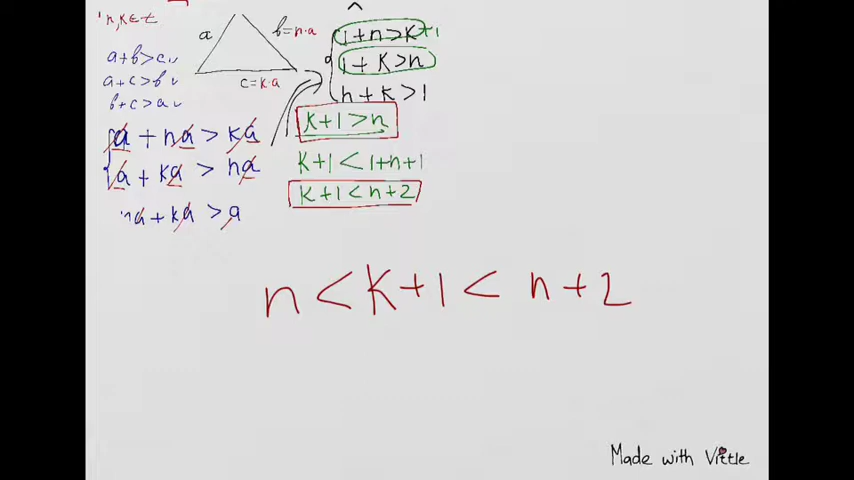 n,k∈Z
a b=n·a
c=k·a
a+b>c ✓
a+c>b ✓
b+c>a ✓
a+na>ka
a+ka>na
na+ka>a
1+n>k+1
1+k>n
n+k>1
k+1>n
k+1<1+n+1
k+1<n+2
n<k+1<n+2
Made with Vittle